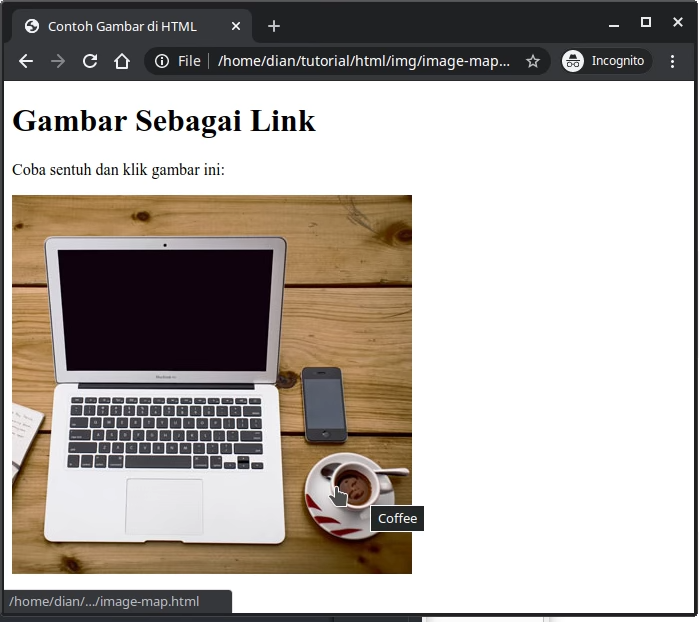 Contoh Gambar di HTML
File | /home/dian/tutorial/html/img/image-map...
Incognito
Gambar Sebagai Link
Coba sentuh dan klik gambar ini:
Coffee
/home/dian/.../image-map.html